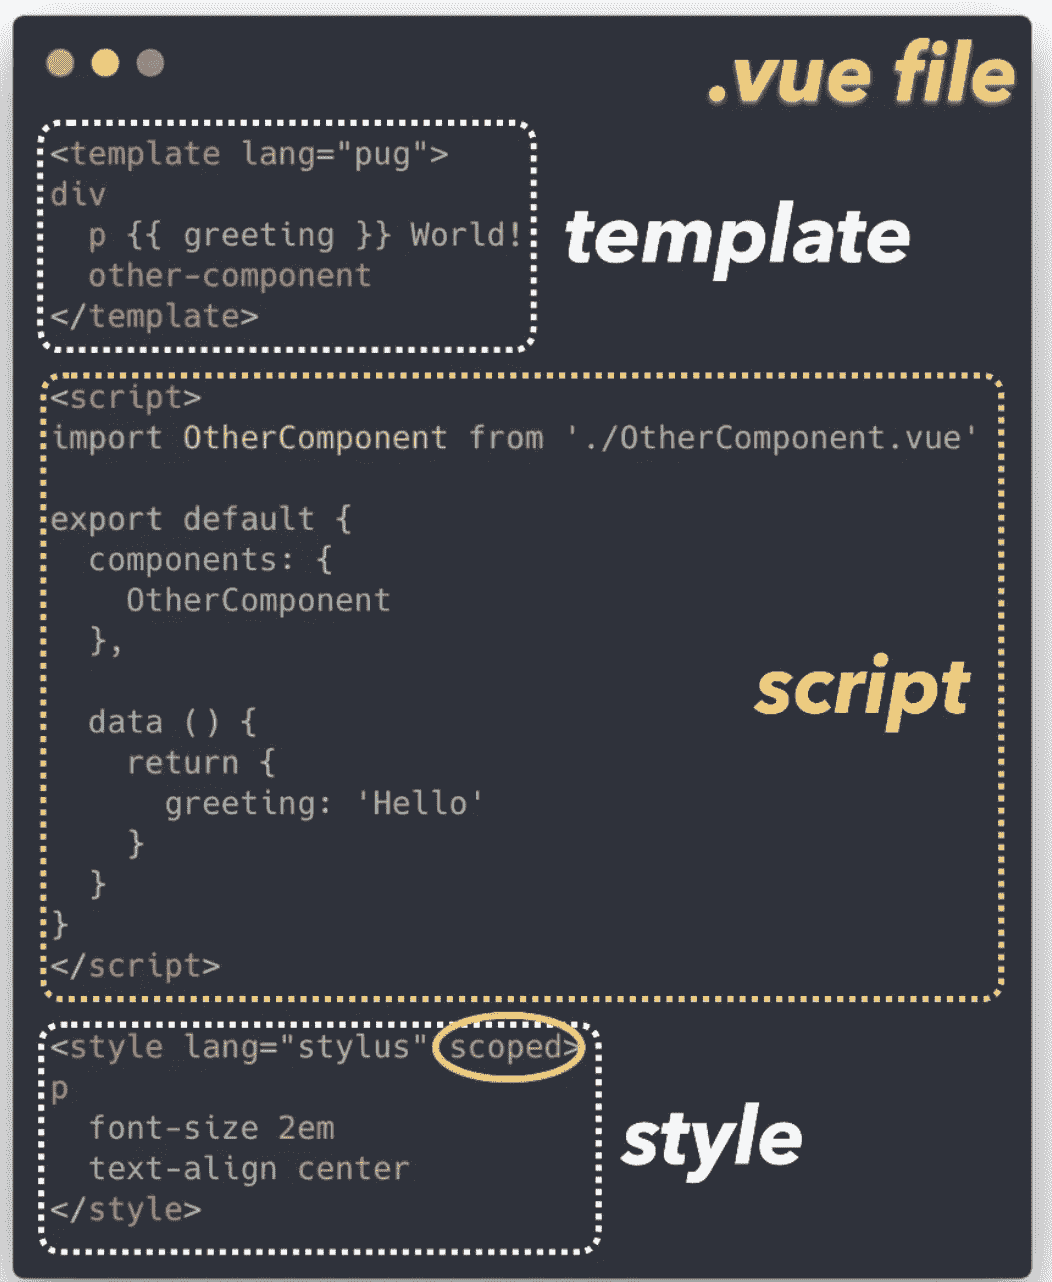 .vue file
<template lang="pug">
div
  p {{ greeting }} World!
  other-component
</template>
template
<script>
import OtherComponent from './OtherComponent.vue'

export default {
  components: {
    OtherComponent
  },

  data () {
    return {
      greeting: 'Hello'
    }
  }
}
</script>
script
<style lang="stylus" scoped>
p
  font-size 2em
  text-align center
</style>
style